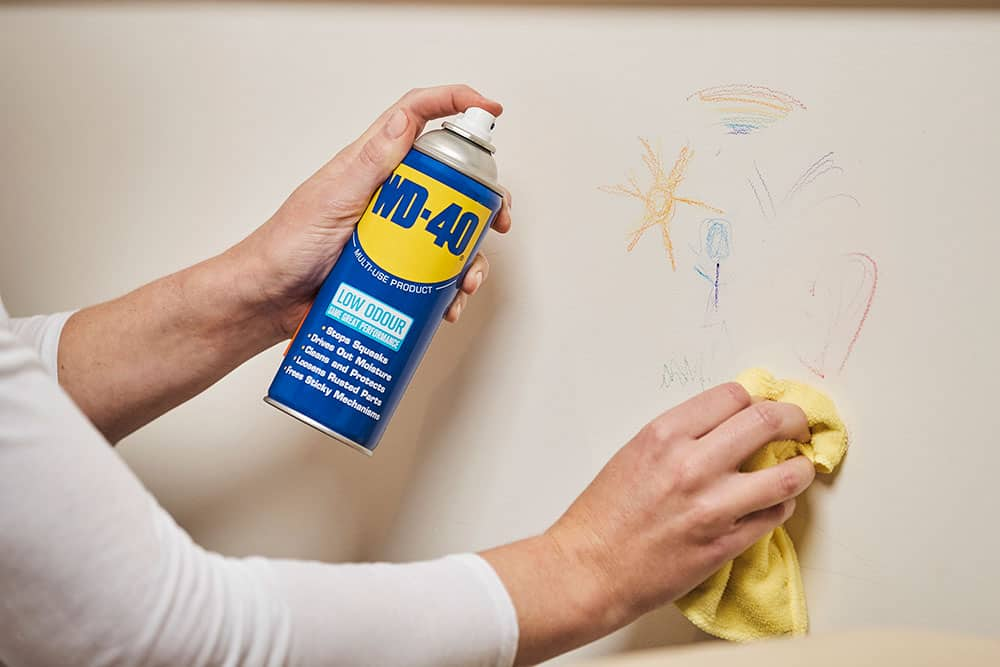 WD-40®
MULTI-USE PRODUCT
LOW ODOUR
SAME GREAT PERFORMANCE
• Stops Squeaks
• Drives Out Moisture
• Cleans and Protects
• Loosens Rusted Parts
• Frees Sticky Mechanisms